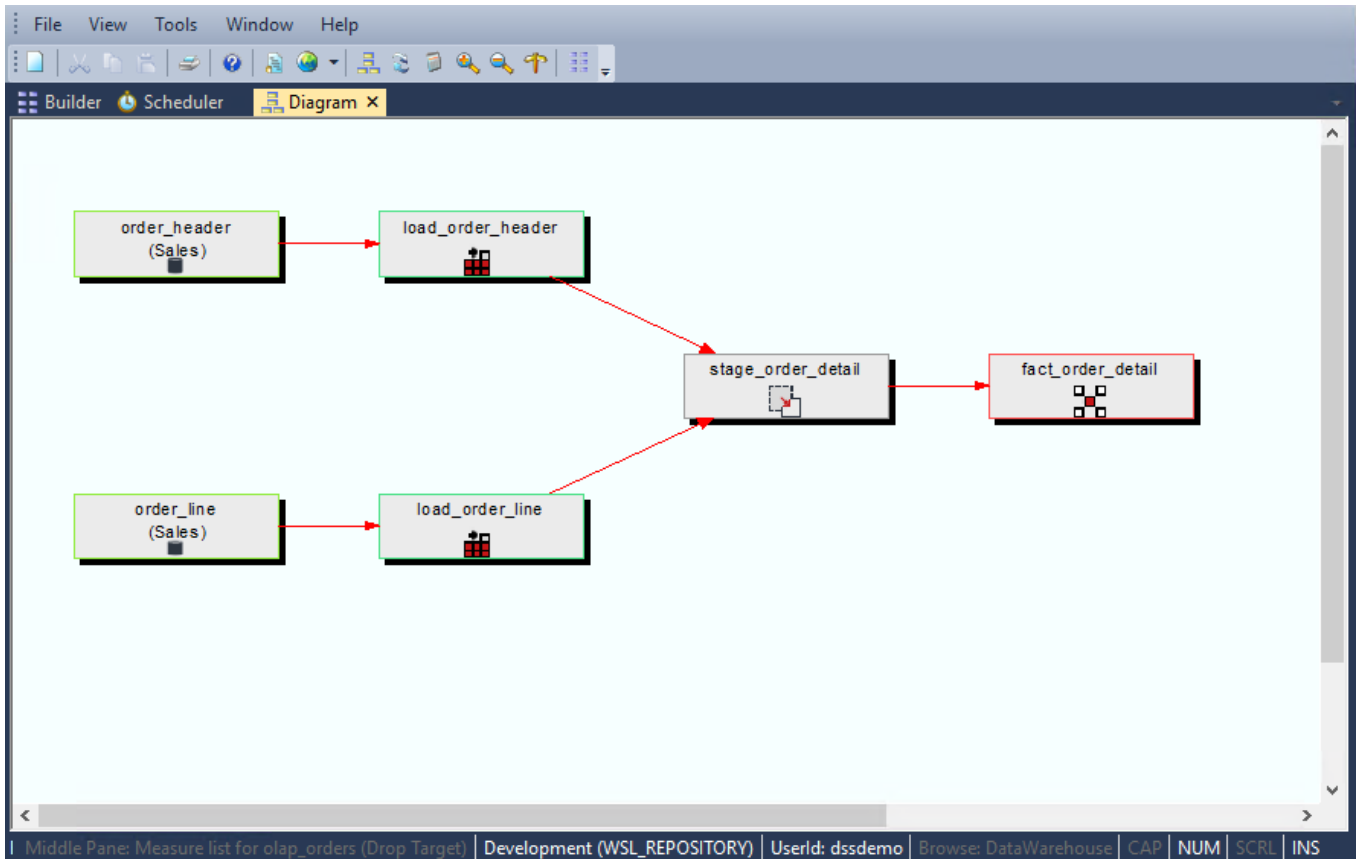 File View Tools Window Help
Builder Scheduler Diagram
order_header
(Sales)
load_order_header
stage_order_detail
fact_order_detail
order_line
(Sales)
load_order_line
Middle Pane: Measure list for olap_orders (Drop Target) Development (WSL_REPOSITORY) UserId: dssdemo Browse: DataWarehouse CAP NUM SCRL INS